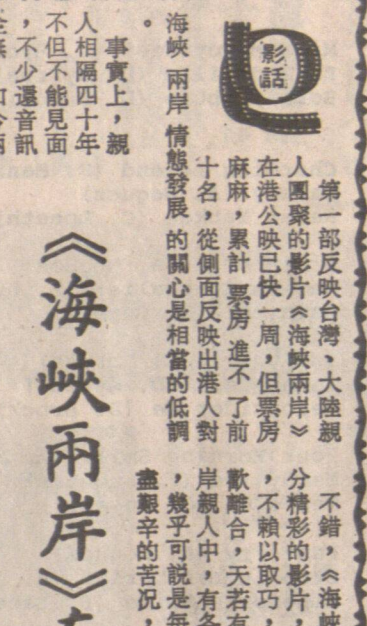 影話
第一部反映台灣、大陸親
人團聚的影片《海峽兩岸》
在港公映已快一周，但票房
麻麻，累計票房進不了前
十名，從側面反映出港人對
海峽兩岸情態發展的關心是相當的低調
。
事實上，親
人相隔四十年
不但不能見面
，不少還音訊
《海峽兩岸》
不錯，《海峽
分精彩的影片，
，不賴以取巧，
歡離合，天若有
岸親人中，有各
，幾乎可說是每
盡艱辛的苦况，